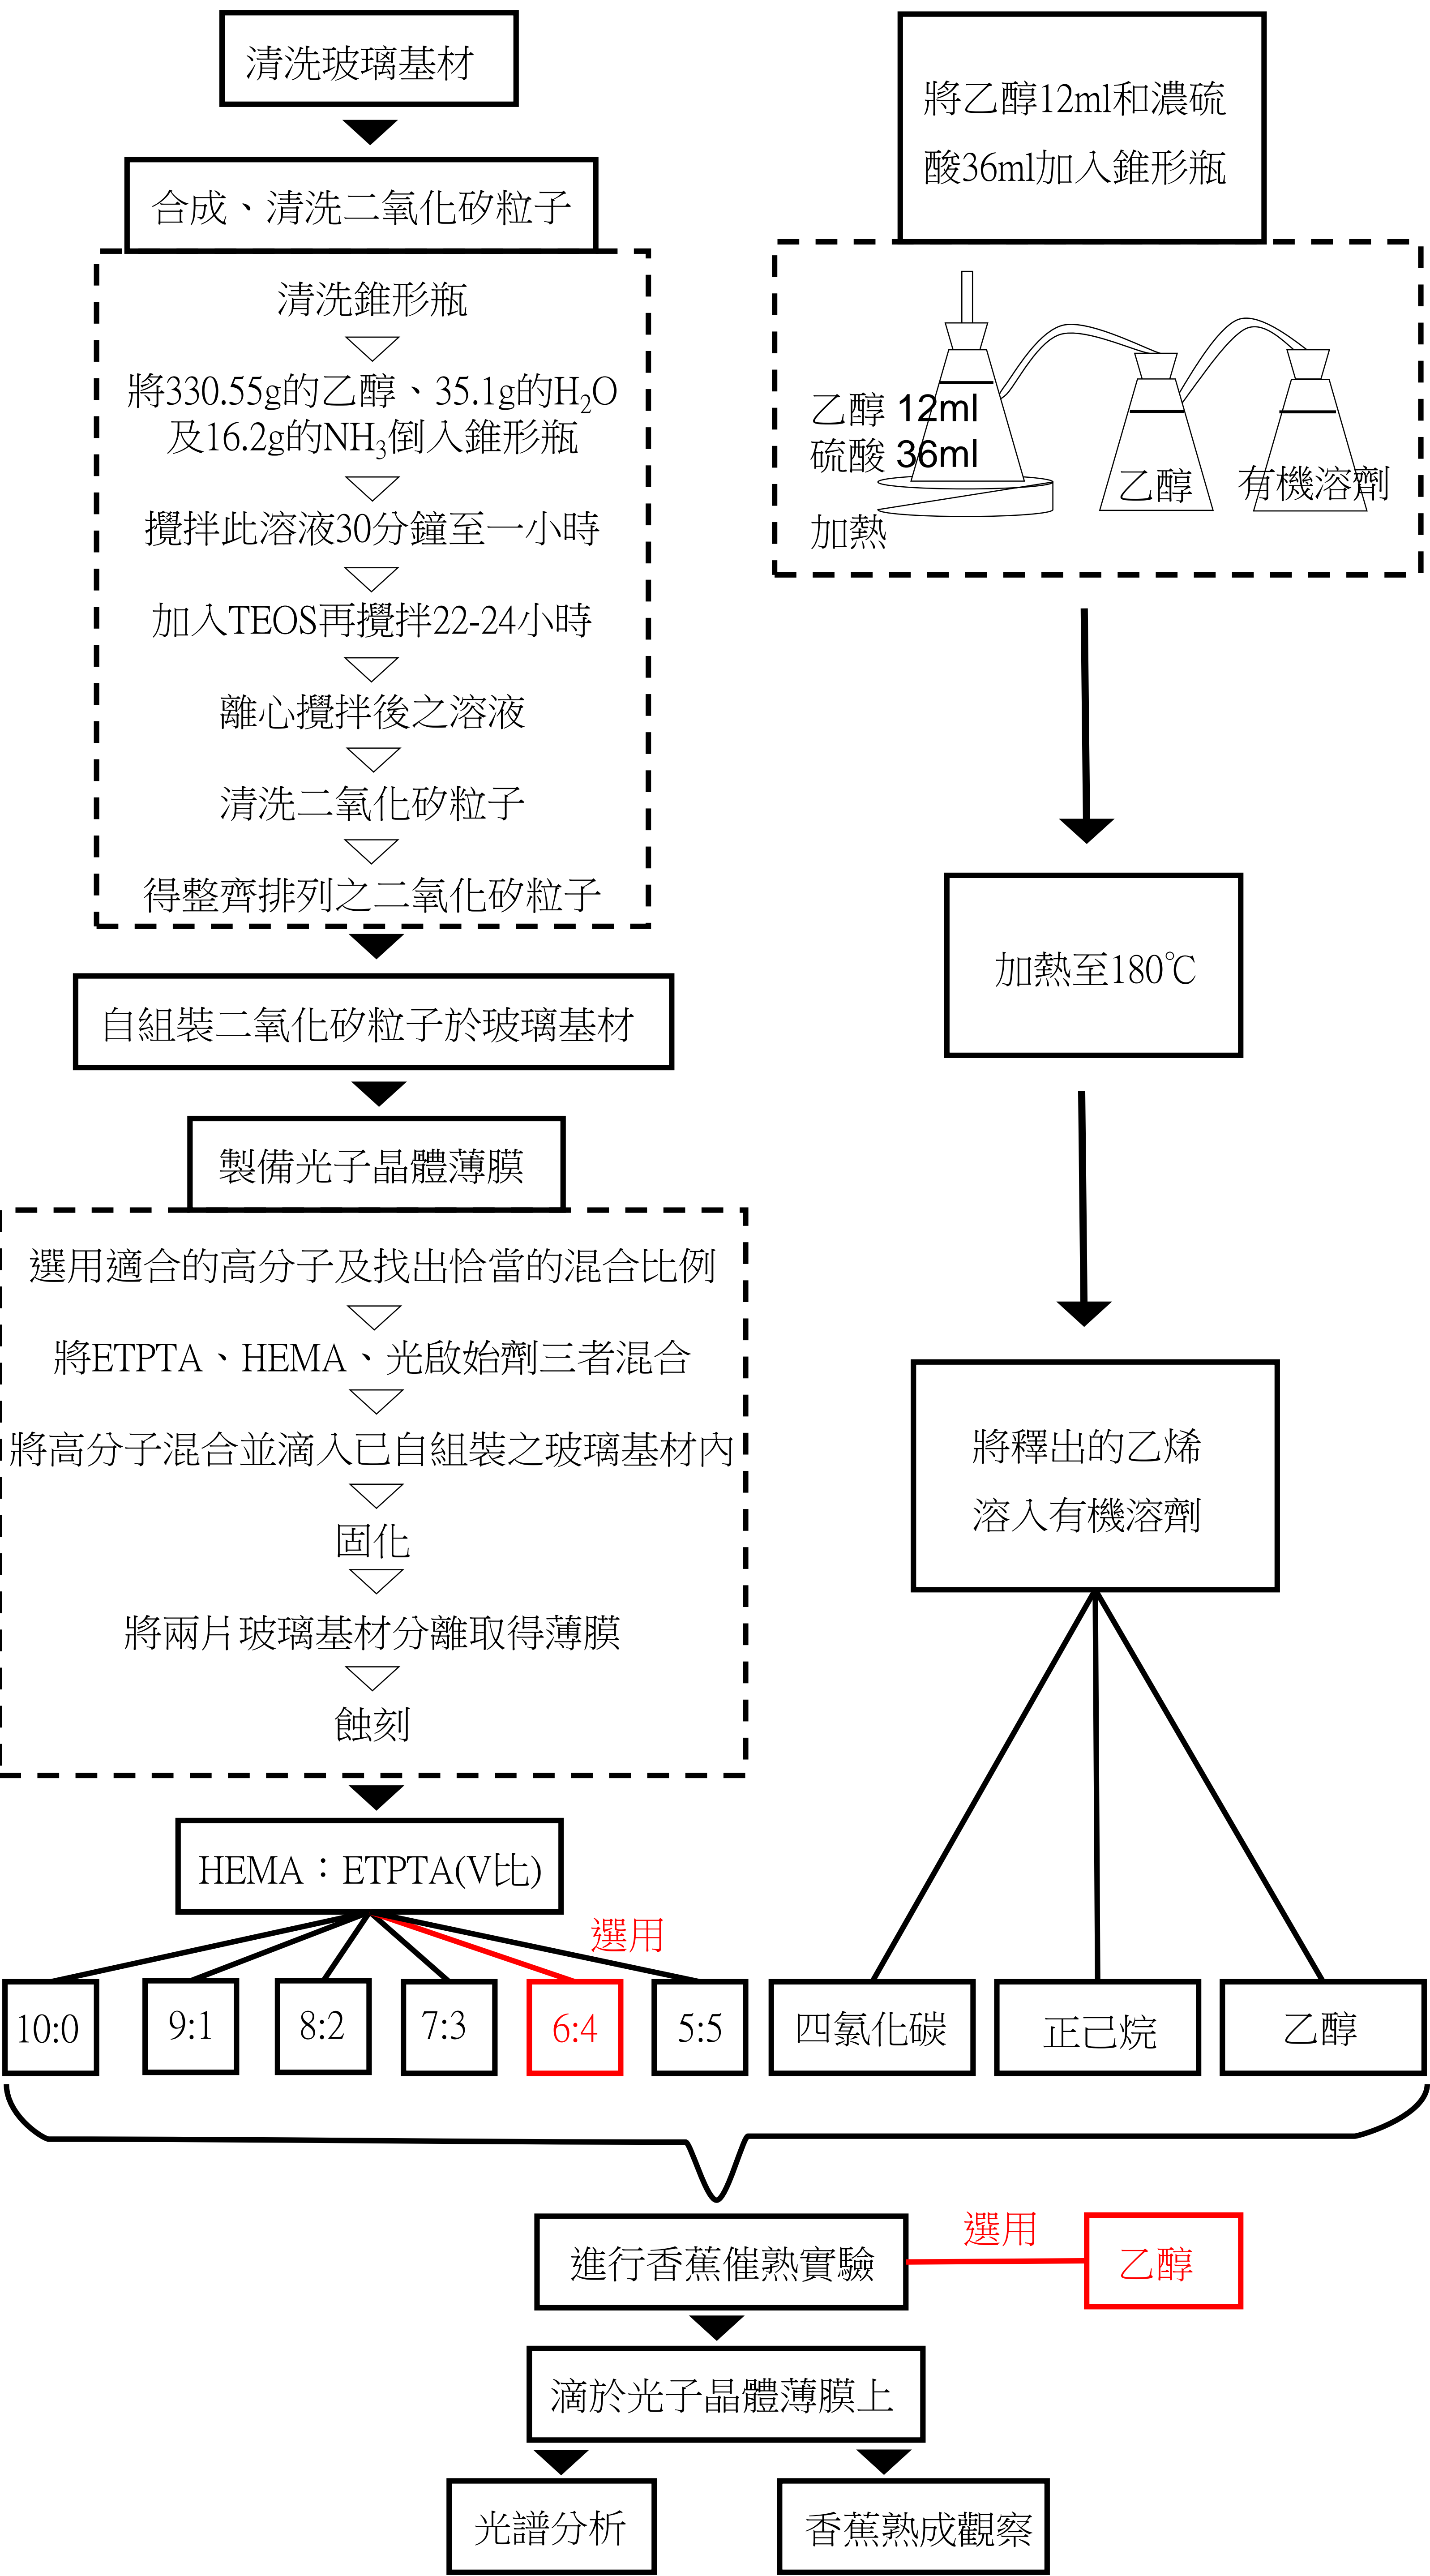 清洗玻璃基材
合成、清洗二氧化矽粒子
清洗錐形瓶
將330.55g的乙醇、35.1g的H₂O
及16.2g的NH₃倒入錐形瓶
攪拌此溶液30分鐘至一小時
加入TEOS再攪拌22-24小時
離心攪拌後之溶液
清洗二氧化矽粒子
得整齊排列之二氧化矽粒子
自組裝二氧化矽粒子於玻璃基材
製備光子晶體薄膜
選用適合的高分子及找出恰當的混合比例
將ETPTA、HEMA、光啟始劑三者混合
將高分子混合並滴入已自組裝之玻璃基材內
固化
將兩片玻璃基材分離取得薄膜
蝕刻
HEMA：ETPTA(V比)
選用
10:0
9:1
8:2
7:3
6:4
5:5
將乙醇12ml和濃硫
酸36ml加入錐形瓶
乙醇 12ml
硫酸 36ml
加熱
乙醇
有機溶劑
加熱至180℃
將釋出的乙烯
溶入有機溶劑
四氯化碳
正己烷
乙醇
進行香蕉催熟實驗
選用
乙醇
滴於光子晶體薄膜上
光譜分析
香蕉熟成觀察